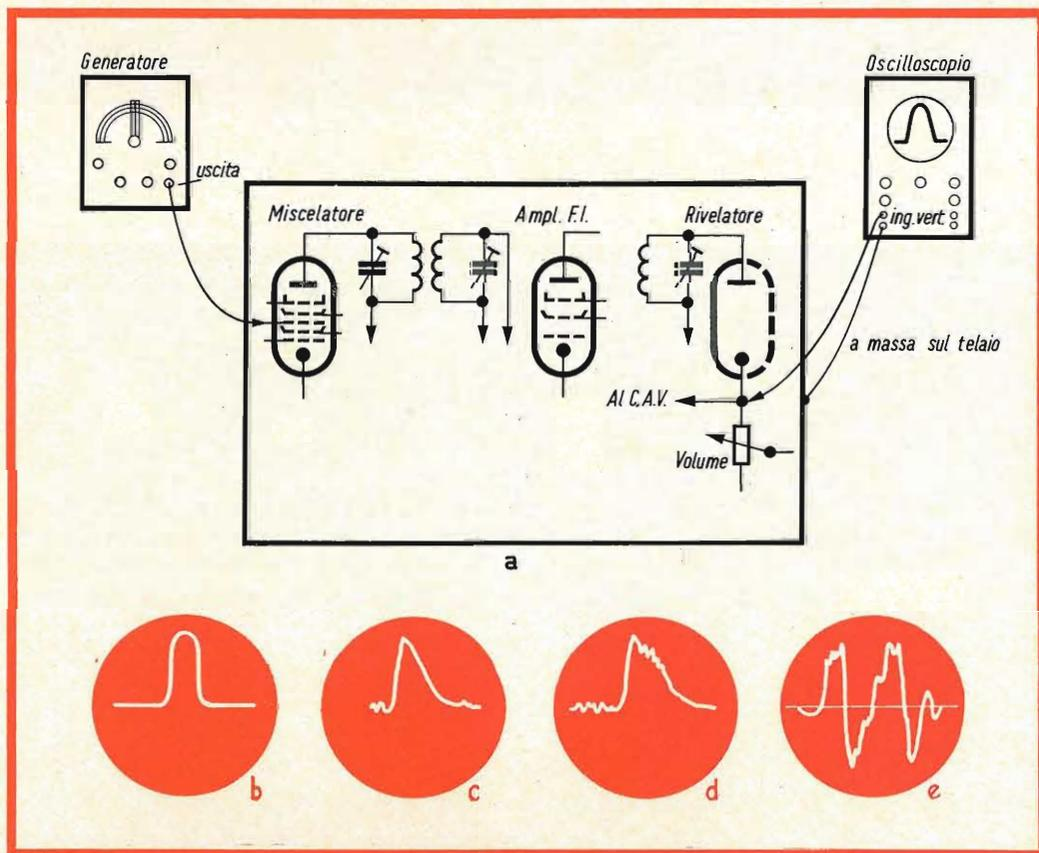 Generatore
Oscilloscopio
uscita
ing.vert.
Miscelatore
Ampl. F.I.
Rivelatore
a massa sul telaio
Al C.A.V.
Volume
a
b
c
d
e